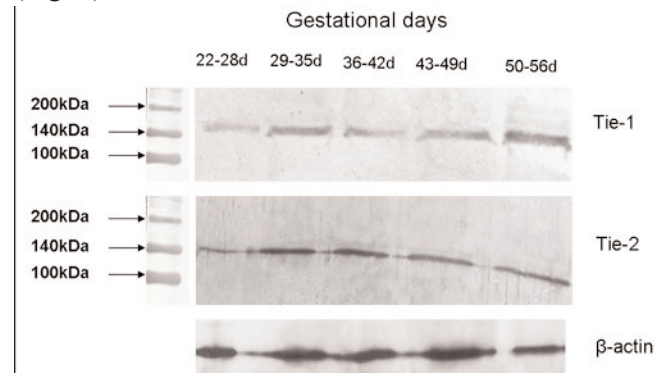 Gestational days
22-28d 29-35d 36-42d 43-49d 50-56d
200kDa
140kDa
100kDa
Tie-1
200kDa
140kDa
100kDa
Tie-2
β-actin